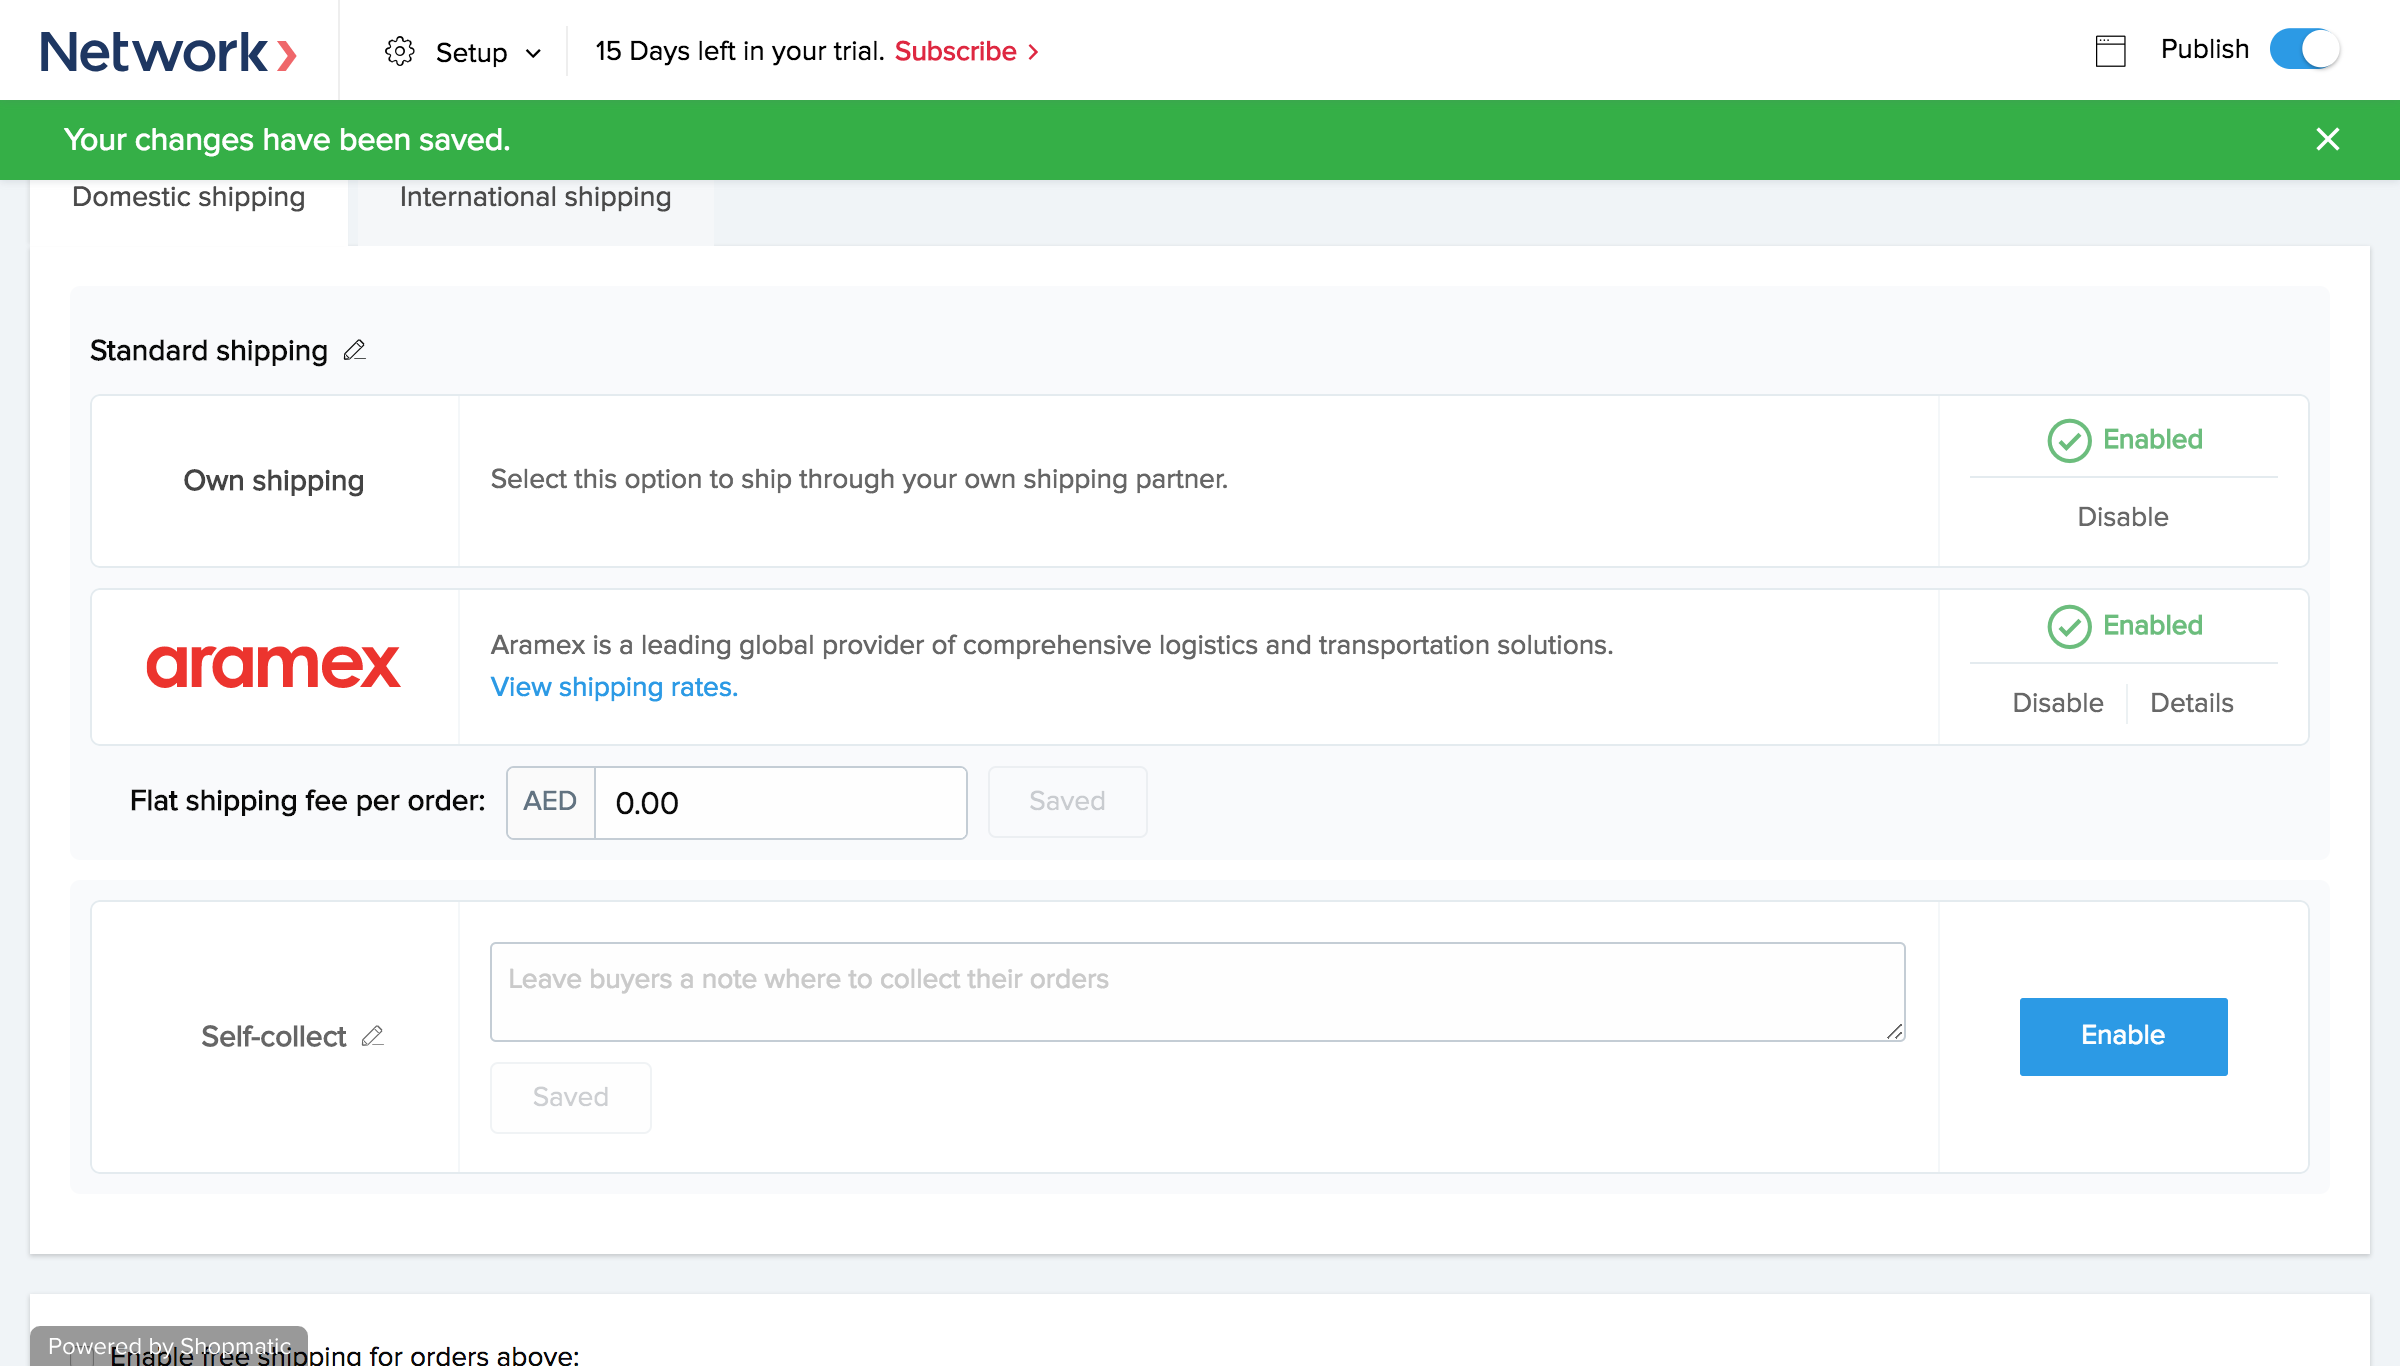 Network
Setup
15 Days left in your trial. Subscribe
Publish
Your changes have been saved.
Domestic shipping
International shipping
Standard shipping
Own shipping
Select this option to ship through your own shipping partner.
Enabled
Disable
aramex
Aramex is a leading global provider of comprehensive logistics and transportation solutions.
View shipping rates.
Enabled
Disable
Details
Flat shipping fee per order:
AED
0.00
Saved
Self-collect
Leave buyers a note where to collect their orders
Saved
Enable
Powered by Shopmatic
Enable free shipping for orders above: